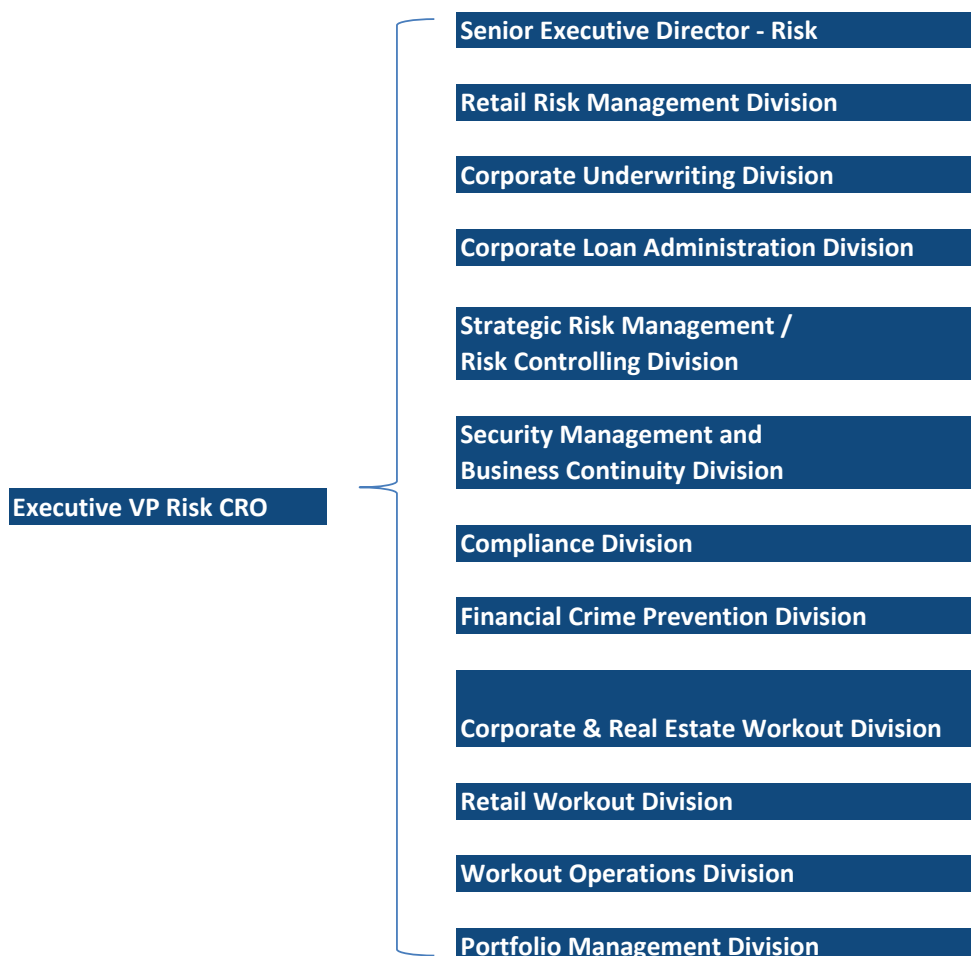 Senior Executive Director - Risk
Retail Risk Management Division
Corporate Underwriting Division
Corporate Loan Administration Division
Strategic Risk Management /
Risk Controlling Division
Security Management and
Business Continuity Division
Executive VP Risk CRO
Compliance Division
Financial Crime Prevention Division
Corporate & Real Estate Workout Division
Retail Workout Division
Workout Operations Division
Portfolio Management Division